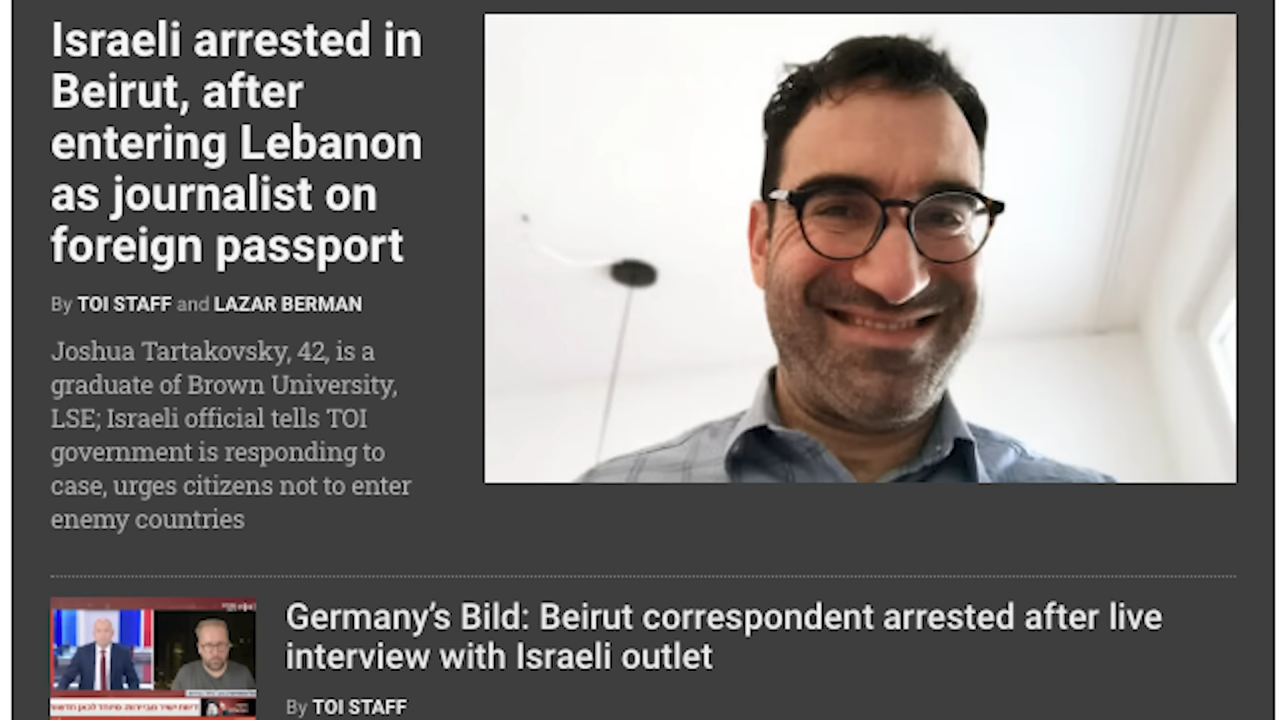 Israeli arrested in
Beirut, after
entering Lebanon
as journalist on
foreign passport
By TOI STAFF and LAZAR BERMAN
Joshua Tartakovsky, 42, is a
graduate of Brown University,
LSE; Israeli official tells TOI
government is responding to
case, urges citizens not to enter
enemy countries
Germany's Bild: Beirut correspondent arrested after live
interview with Israeli outlet
By TOI STAFF